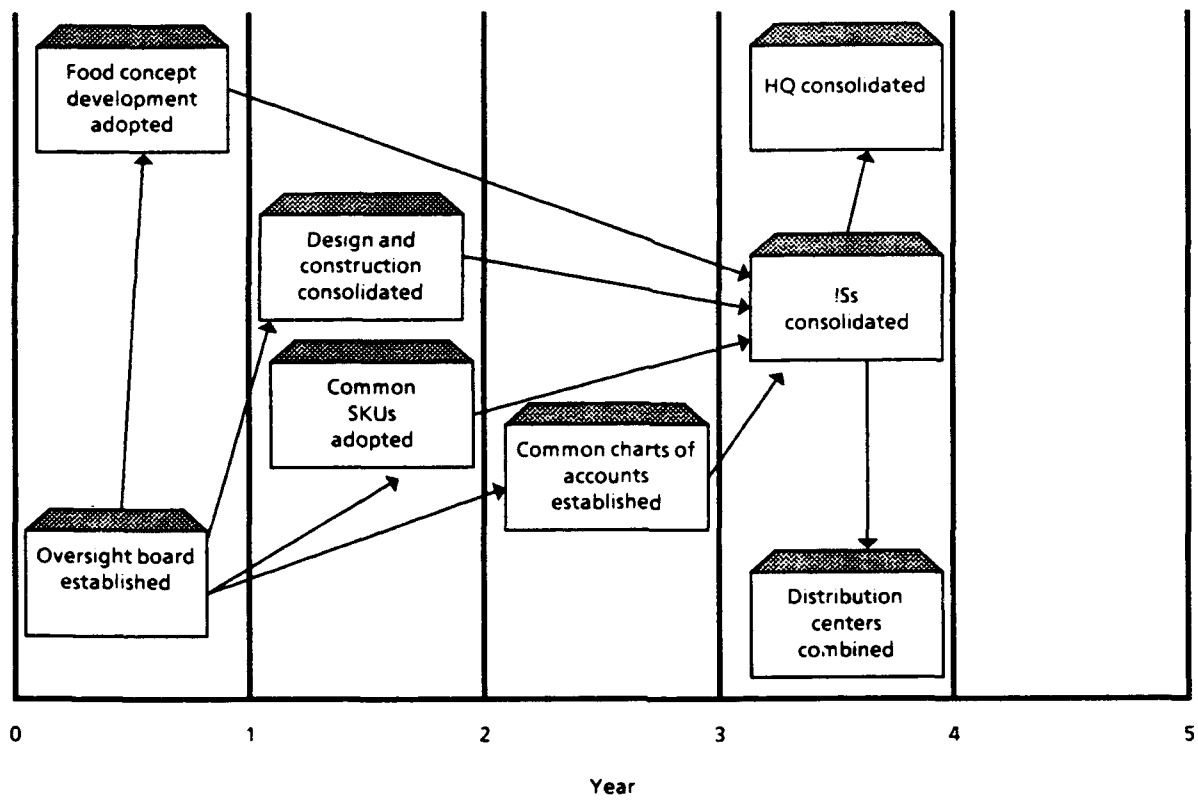 Food concept
development
adopted
HQ consolidated
Design and
construction
consolidated
ISs
consolidated
Common
SKUs
adopted
Common charts of
accounts
established
Oversight board
established
Distribution
centers
combined
0 1 2 3 4 5
Year